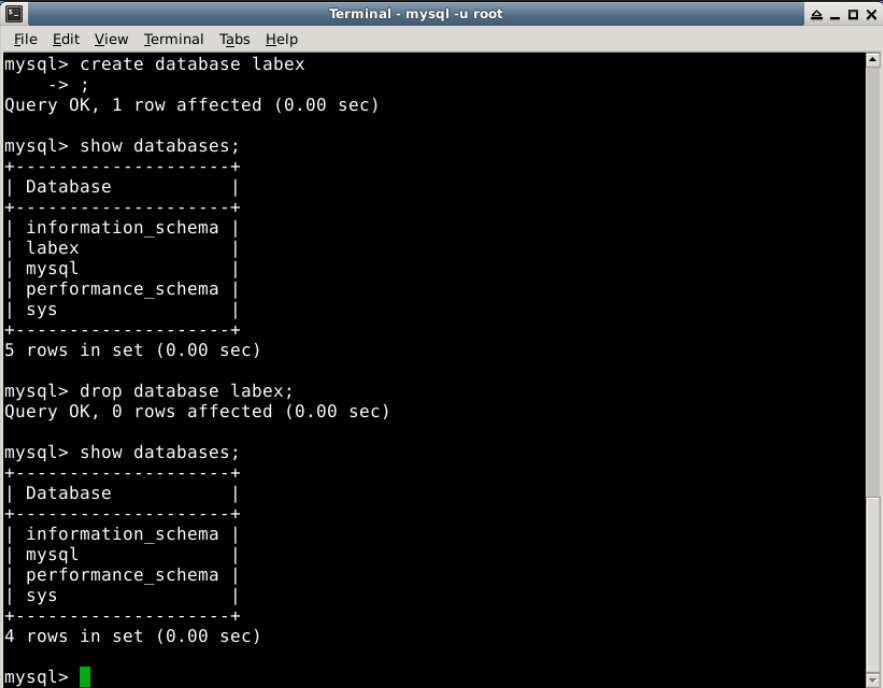 Terminal - mysql -u root
File Edit View Terminal Tabs Help
mysql> create database labex
    -> ;
Query OK, 1 row affected (0.00 sec)

mysql> show databases;
+--------------------+
| Database           |
+--------------------+
| information_schema |
| labex              |
| mysql              |
| performance_schema |
| sys                |
+--------------------+
5 rows in set (0.00 sec)

mysql> drop database labex;
Query OK, 0 rows affected (0.00 sec)

mysql> show databases;
+--------------------+
| Database           |
+--------------------+
| information_schema |
| mysql              |
| performance_schema |
| sys                |
+--------------------+
4 rows in set (0.00 sec)

mysql>